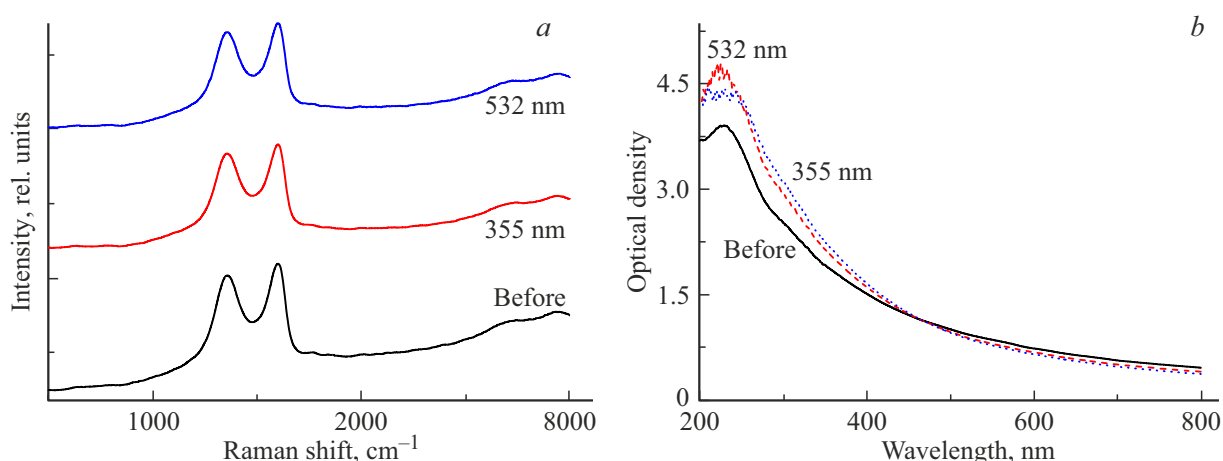 a
532 nm
355 nm
Before
Intensity, rel. units
1000
2000
8000
Raman shift, cm⁻¹
b
532 nm
355 nm
Before
Optical density
4.5
3.0
1.5
0
200
400
600
800
Wavelength, nm